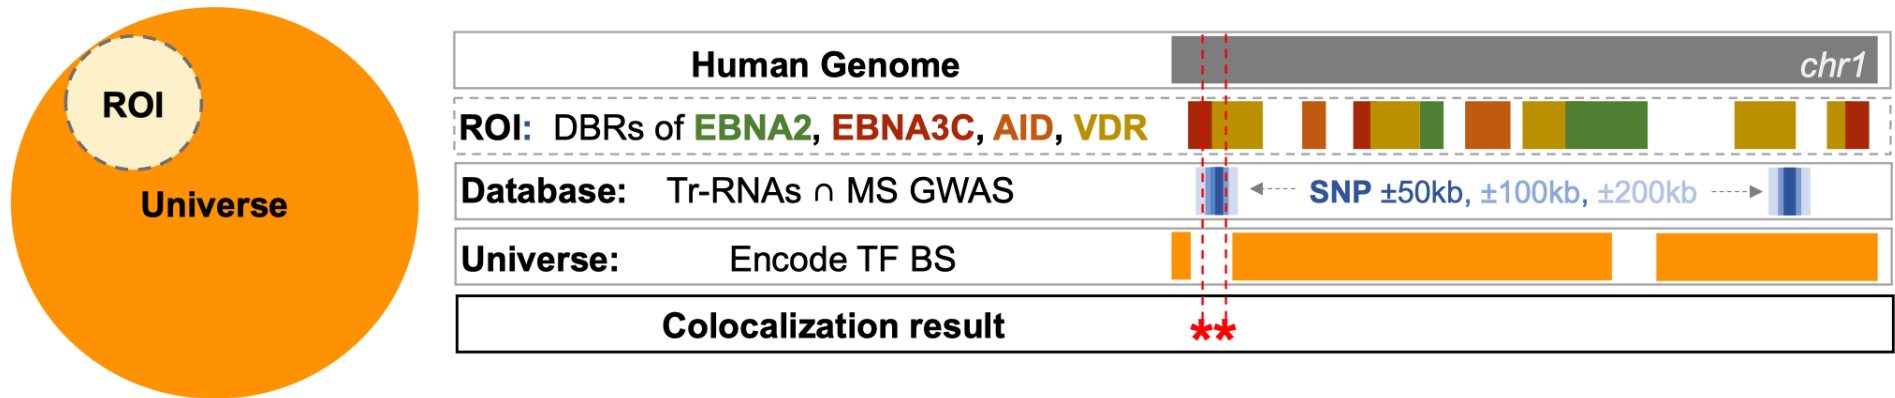 ROI
Universe
Human Genome
chr1
ROI: DBRs of EBNA2, EBNA3C, AID, VDR
Database: Tr-RNAs ∩ MS GWAS
SNP ±50kb, ±100kb, ±200kb
Universe: Encode TF BS
Colocalization result
**